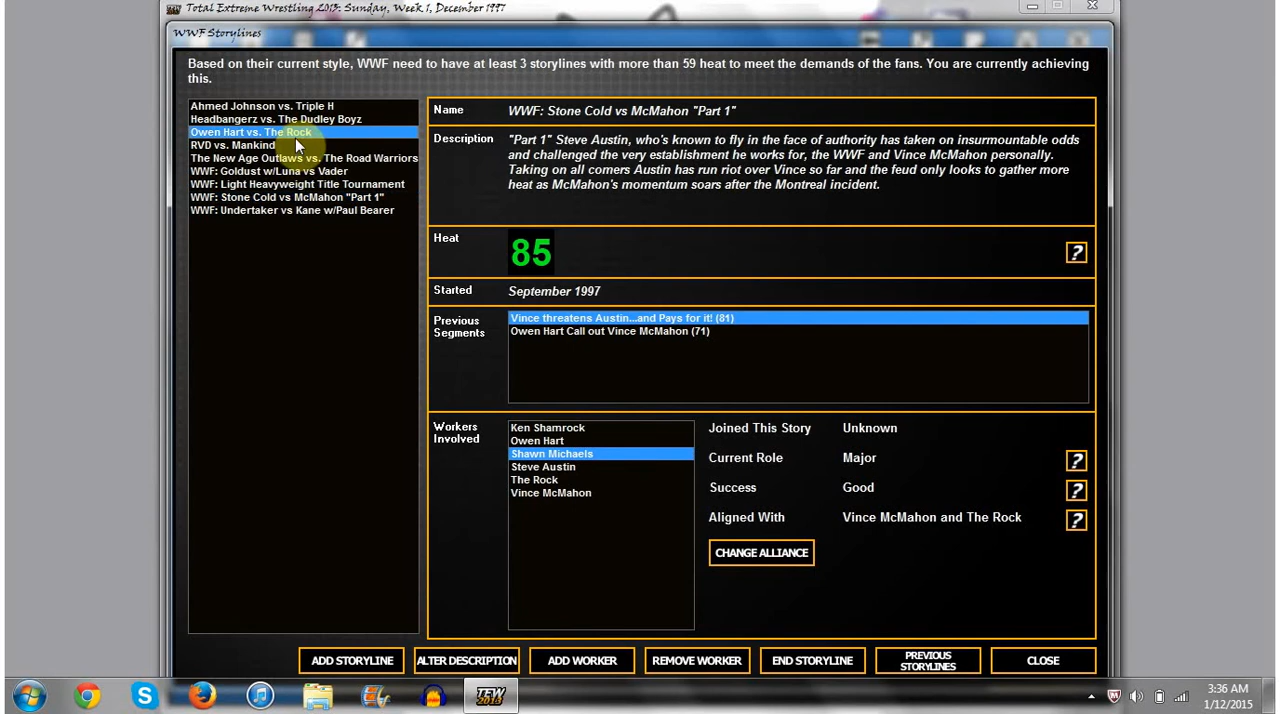 Total Extreme Wrestling 2013: Sunday, Week 1, December 1997
WWF Storylines
Based on their current style, WWF need to have at least 3 storylines with more than 59 heat to meet the demands of the fans. You are currently achieving
this.
Ahmed Johnson vs. Triple H
Headbangerz vs. The Dudley Boyz
Owen Hart vs. The Rock
RVD vs. Mankind
The New Age Outlaws vs. The Road Warriors
WWF: Goldust w/Luna vs Vader
WWF: Light Heavyweight Title Tournament
WWF: Stone Cold vs McMahon "Part 1"
WWF: Undertaker vs Kane w/Paul Bearer
Name
WWF: Stone Cold vs McMahon "Part 1"
Description
"Part 1" Steve Austin, who's known to fly in the face of authority has taken on insurmountable odds
and challenged the very establishment he works for, the WWF and Vince McMahon personally.
Taking on all comers Austin has run riot over Vince so far and the feud only looks to gather more
heat as McMahon's momentum soars after the Montreal incident.
Heat
85
?
Started
September 1997
Previous
Segments
Vince threatens Austin...and Pays for it! (81)
Owen Hart Call out Vince McMahon (71)
Workers
Involved
Ken Shamrock
Owen Hart
Shawn Michaels
Steve Austin
The Rock
Vince McMahon
Joined This Story Unknown
Current Role Major ?
Success Good ?
Aligned With Vince McMahon and The Rock ?
CHANGE ALLIANCE
ADD STORYLINE
ALTER DESCRIPTION
ADD WORKER
REMOVE WORKER
END STORYLINE
PREVIOUS
STORYLINES
CLOSE
TEW
2013
3:36 AM
1/12/2015